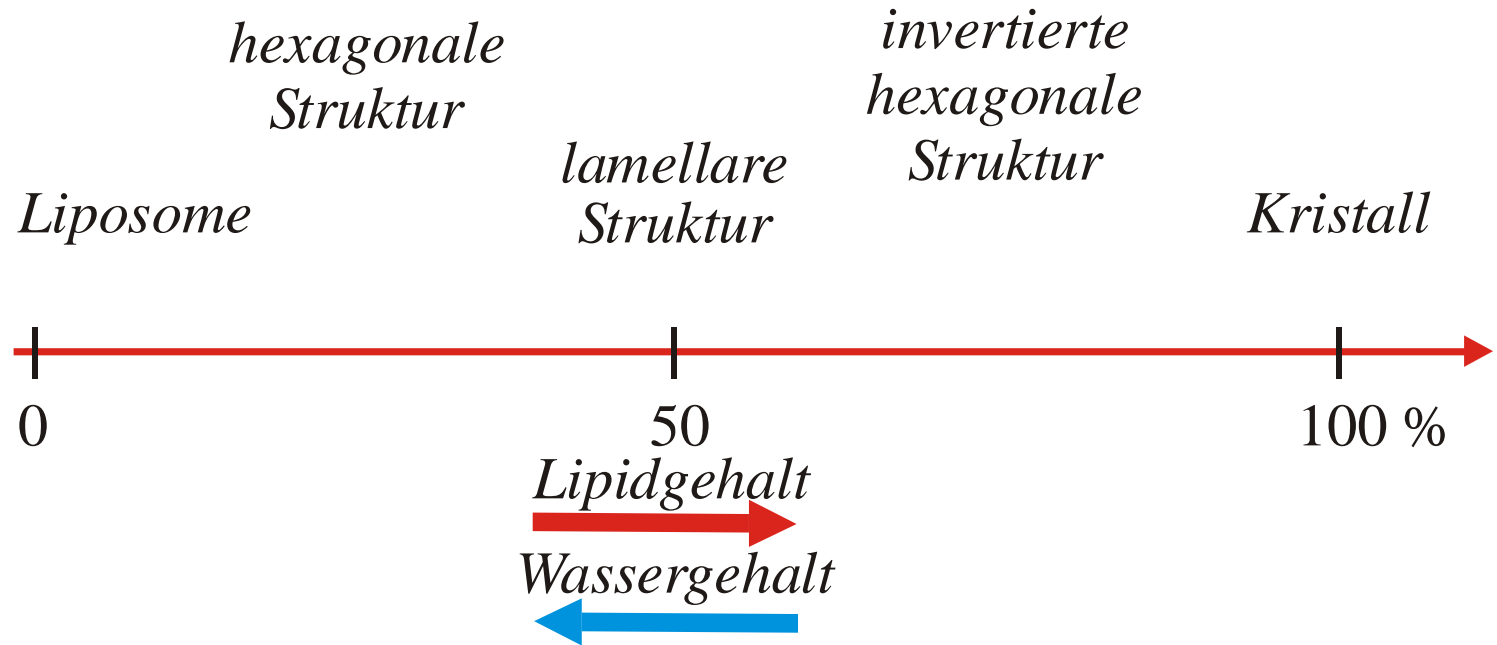 hexagonale
Struktur
invertierte
hexagonale
Struktur
lamellare
Struktur
Liposome
Kristall
0
50
100 %
Lipidgehalt
Wassergehalt